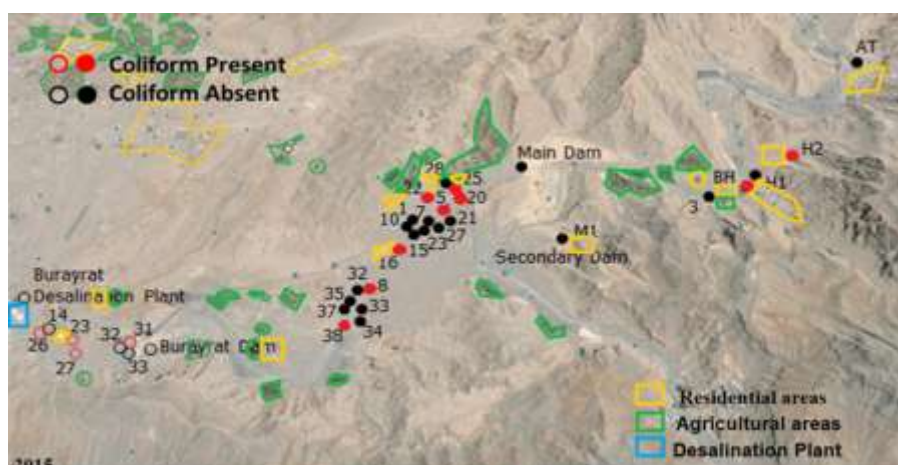 Coliform Present
Coliform Absent
AT
Main Dam
H2
BH
H1
3
28
25
22
5
20
1
7
10
21
27
23
15
16
M1
Secondary Dam
32
8
35
37
33
34
38
Burayrat
Desalination Plant
14
23
26
27
32
31
33
Burayrat Dam
Residential areas
Agricultural areas
Desalination Plant
2015